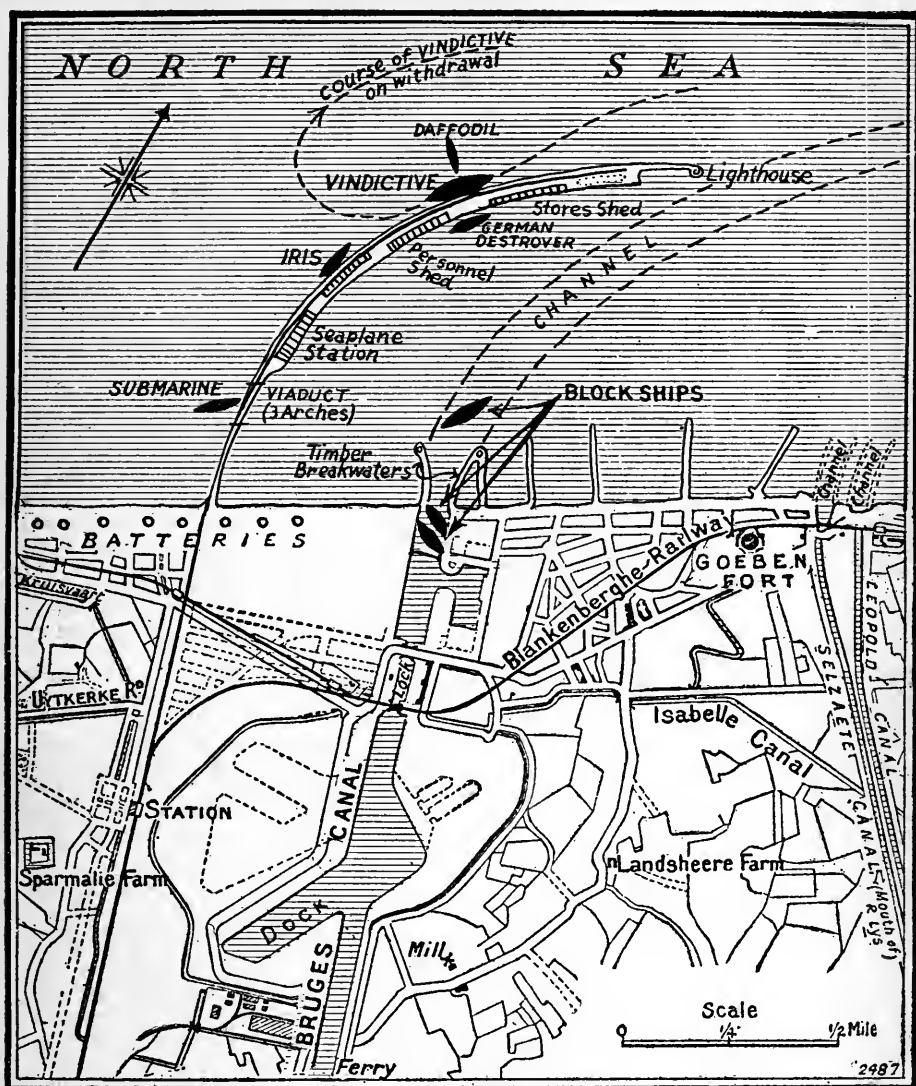 NORTH SEA
COURSE OF VINDICTIVE
on withdrawal
DAFFODIL
VINDICTIVE
Lighthouse
Stores Shed
GERMAN
DESTROYER
IRIS
Personnel
Shed
CHANNEL
Seaplane
Station
SUBMARINE
VIADUCT
(3 Arches)
BLOCK SHIPS
Timber
Breakwaters
Channel
Channel
BATTERIES
Kruisvaart
Blankenberghe-Railway
GOEBEN
FORT
LEOPOLD CANAL
SELZAETE CANAL (Mouth of
R. LYS)
UYTKERKE Rº
Lock
Isabelle Canal
STATION
CANAL
Sparmalie Farm
Landsheere Farm
DOCK
Mill
BRUGES
Ferry
Scale
0 1/4 1/2 Mile
2487